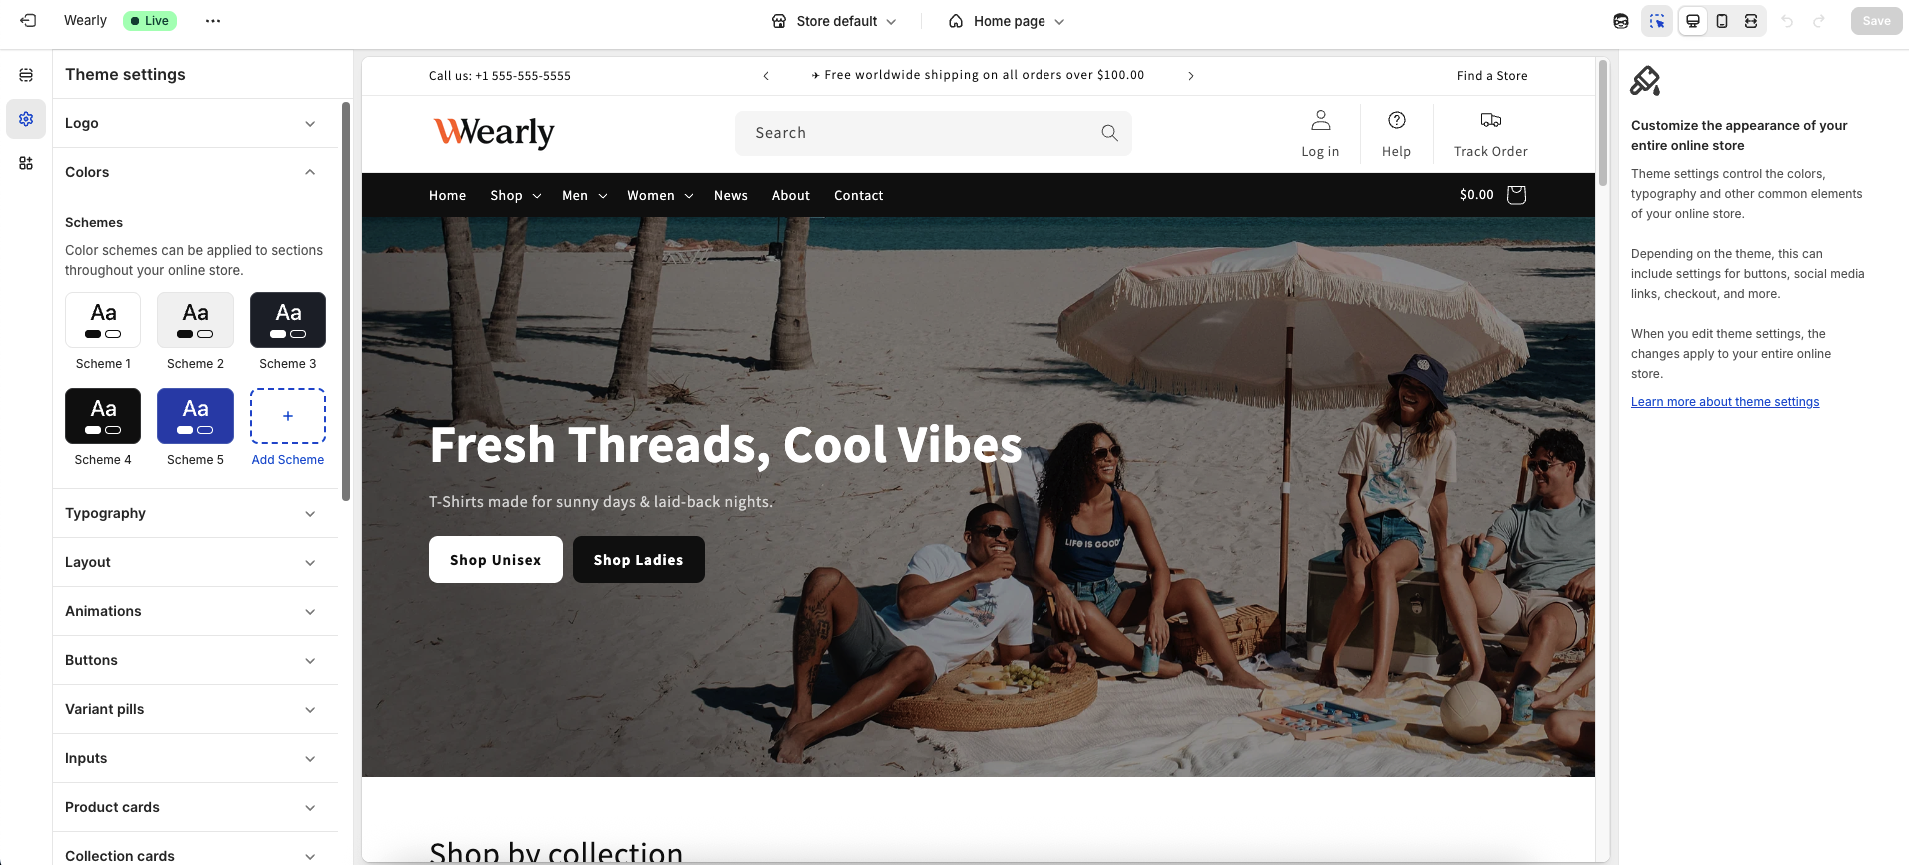 Wearly
Live
Store default
Home page
Save
Theme settings
Logo
Colors
Schemes
Color schemes can be applied to sections
throughout your online store.
Aa
Aa
Aa
Scheme 1
Scheme 2
Scheme 3
Aa
Aa
+
Scheme 4
Scheme 5
Add Scheme
Typography
Layout
Animations
Buttons
Variant pills
Inputs
Product cards
Collection cards
Call us: +1 555-555-5555
✈ Free worldwide shipping on all orders over $100.00
Find a Store
Wearly
Search
Log in
Help
Track Order
Home
Shop
Men
Women
News
About
Contact
$0.00
Fresh Threads, Cool Vibes
T-Shirts made for sunny days & laid-back nights.
Shop Unisex
Shop Ladies
LIFE IS GOOD
Shop by collection
Customize the appearance of your
entire online store
Theme settings control the colors,
typography and other common elements
of your online store.
Depending on the theme, this can
include settings for buttons, social media
links, checkout, and more.
When you edit theme settings, the
changes apply to your entire online
store.
Learn more about theme settings